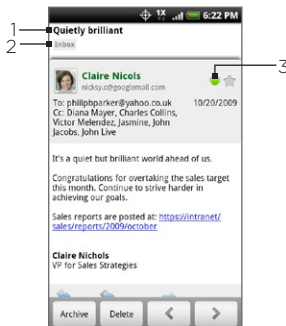 1X 6:22 PM
1 Quietly brilliant
2 Inbox
3
Claire Nicols
nicksy.c@googlemail.com
To: philipbparker@yahoo.co.uk 10/20/2009
Cc: Diana Mayer, Charles Collins,
Victor Melendez, Jasmine, John
Jacobs, John Live
It's a quiet but brilliant world ahead of us.
Congratulations for overtaking the sales target
this month. Continue to strive harder in
achieving our goals.
Sales reports are posted at: https://intranet/
sales/reports/2009/october
Claire Nichols
VP for Sales Strategies
Archive Delete